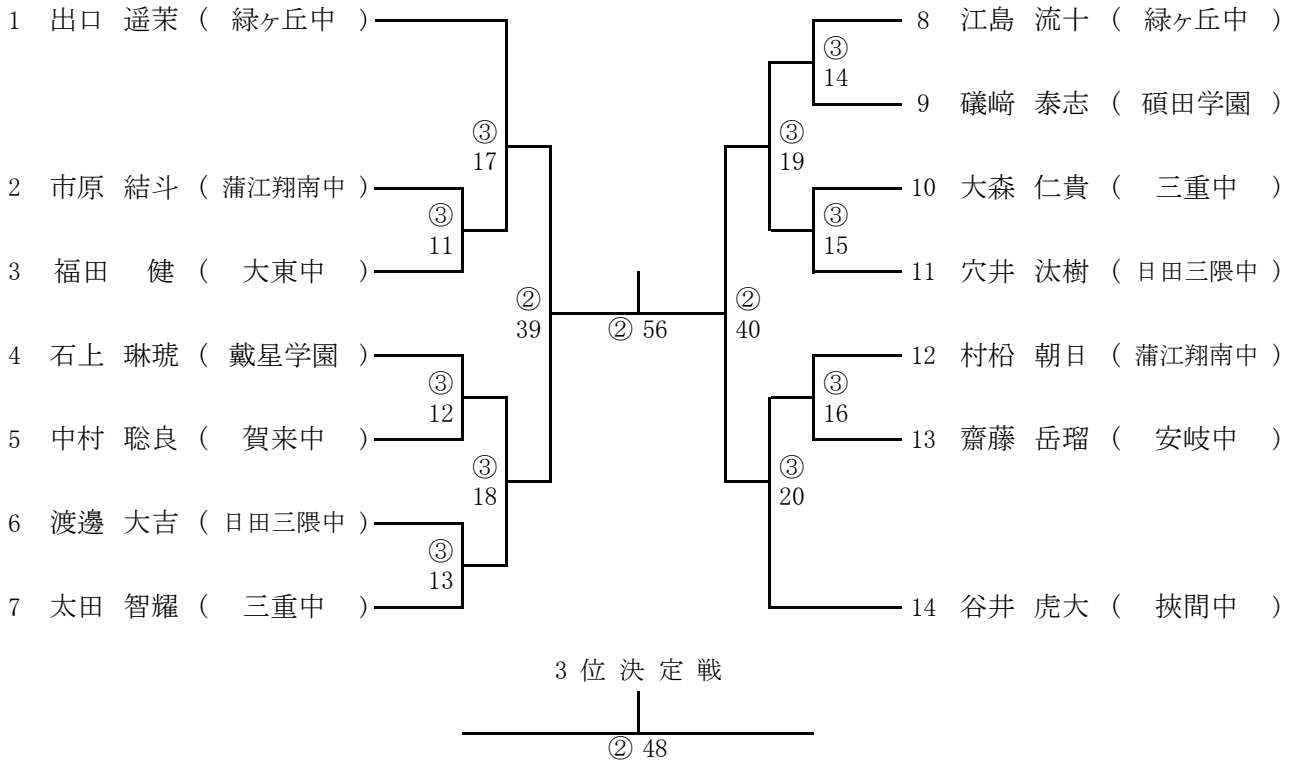 1 出口 遥茉 ( 緑ヶ丘中 )
2 市原 結斗 ( 蒲江翔南中 )
3 福田 健 ( 大東中 )
4 石上 琳琥 ( 戴星学園 )
5 中村 聡良 ( 賀来中 )
6 渡邊 大吉 ( 日田三隈中 )
7 太田 智耀 ( 三重中 )
③ 17
③ 11
③ 12
③ 18
③ 13
② 39
② 56
② 40
③ 14
③ 19
③ 15
③ 16
③ 20
8 江島 流十 ( 緑ヶ丘中 )
9 礒﨑 泰志 ( 碩田学園 )
10 大森 仁貴 ( 三重中 )
11 穴井 汰樹 ( 日田三隈中 )
12 村松 朝日 ( 蒲江翔南中 )
13 齋藤 岳瑠 ( 安岐中 )
14 谷井 虎大 ( 挾間中 )
3 位 決 定 戦
② 48